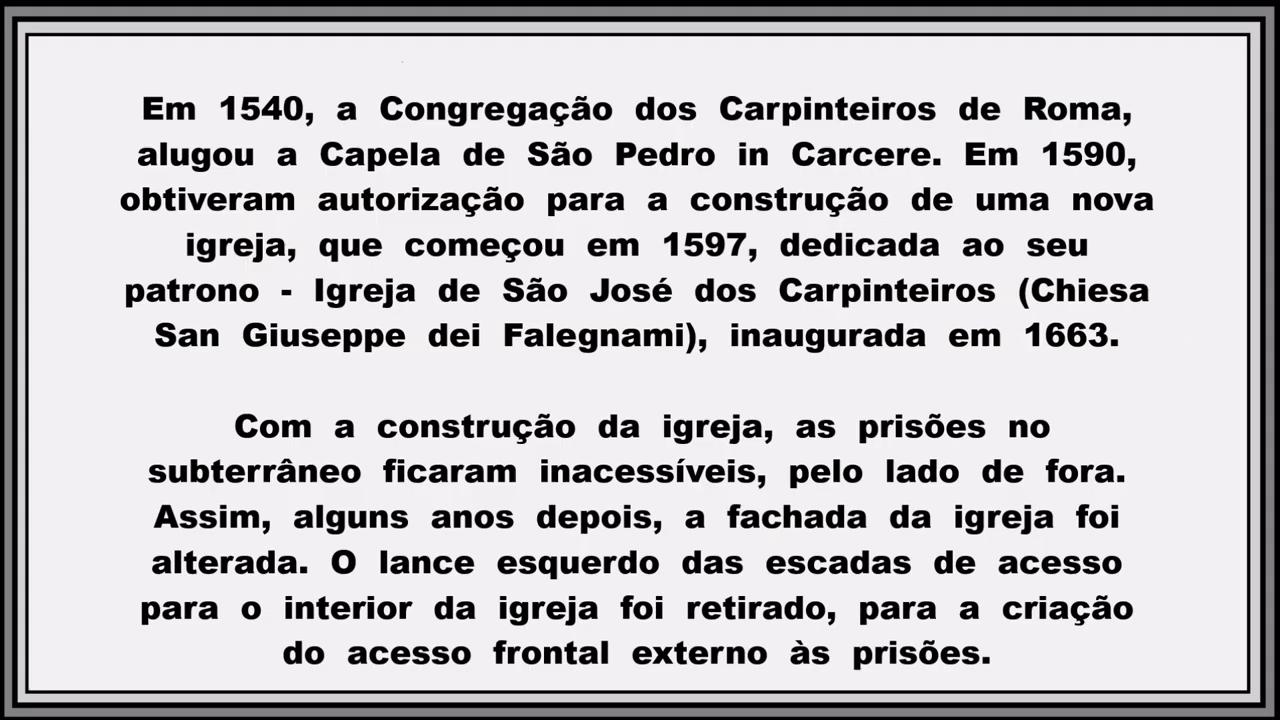 Em 1540, a Congregação dos Carpinteiros de Roma,
alugou a Capela de São Pedro in Carcere. Em 1590,
obtiveram autorização para a construção de uma nova
igreja, que começou em 1597, dedicada ao seu
patrono - Igreja de São José dos Carpinteiros (Chiesa
San Giuseppe dei Falegnami), inaugurada em 1663.
Com a construção da igreja, as prisões no
subterrâneo ficaram inacessíveis, pelo lado de fora.
Assim, alguns anos depois, a fachada da igreja foi
alterada. O lance esquerdo das escadas de acesso
para o interior da igreja foi retirado, para a criação
do acesso frontal externo às prisões.